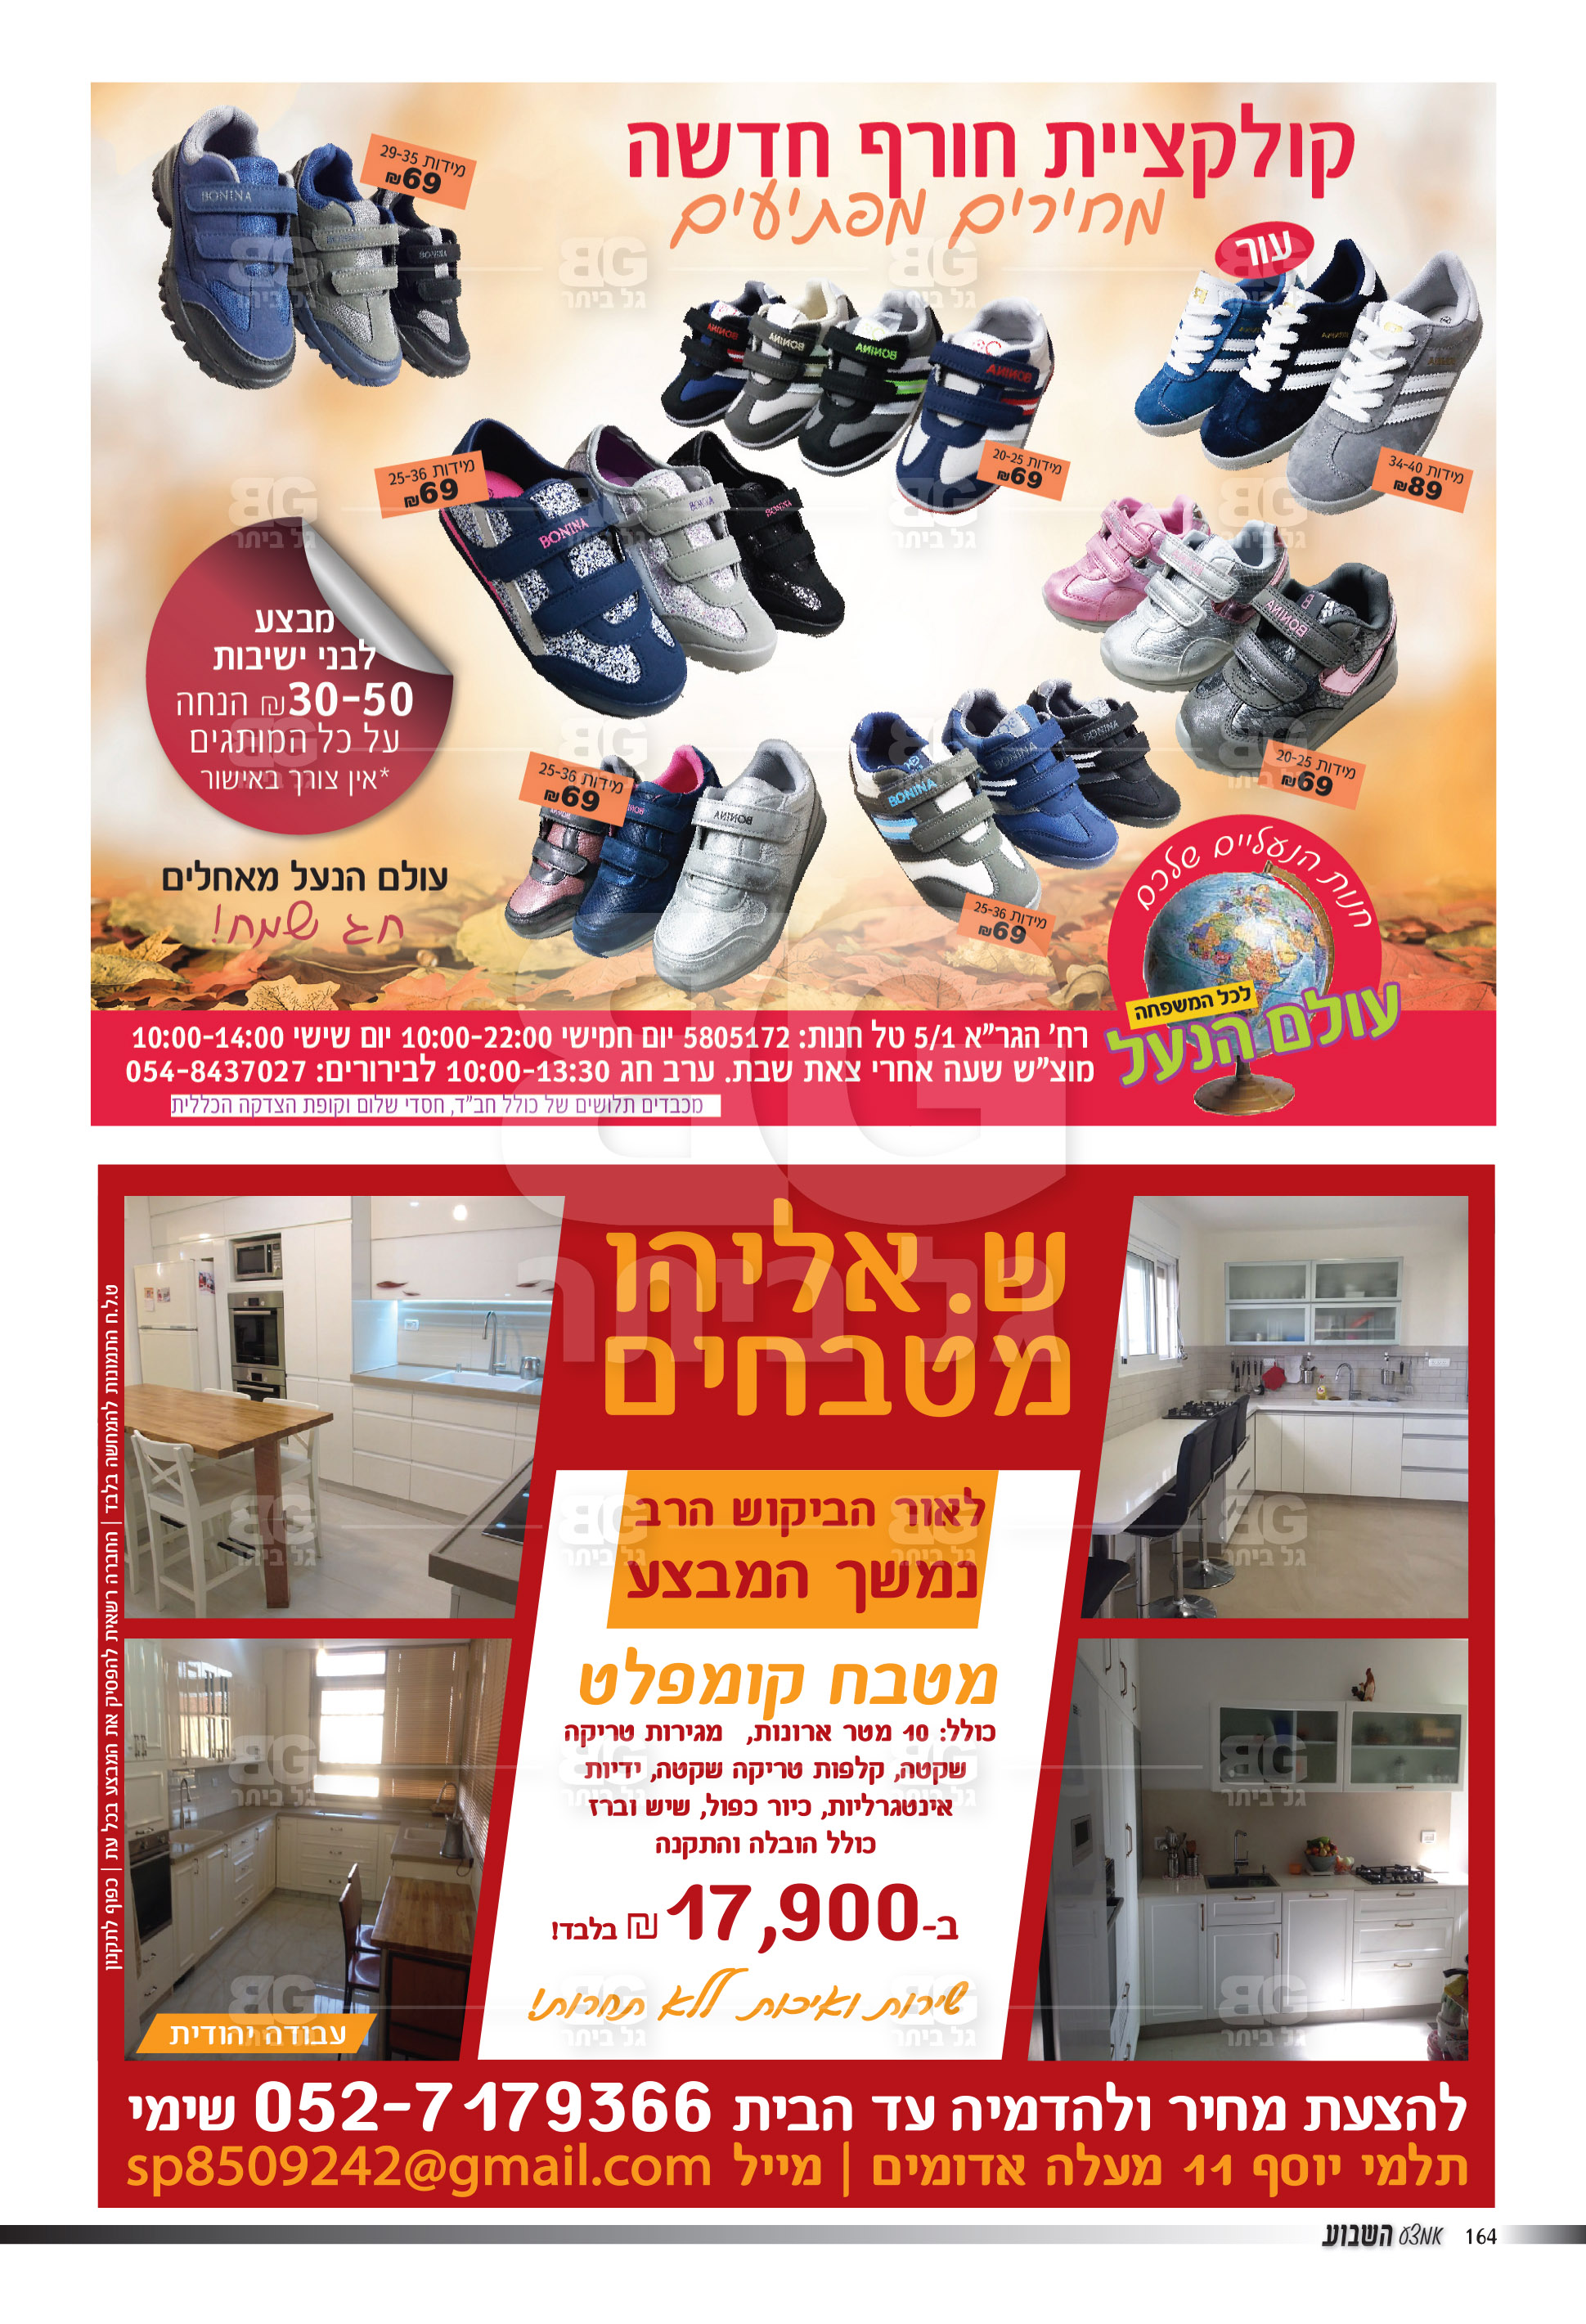 קולקציית חורף חדשה
מחירים מפתיעים
עור
מידות 29-35
69₪
מידות 34-40
89₪
מידות 20-25
69₪
מידות 25-36
69₪
מידות 20-25
69₪
מידות 25-36
69₪
מידות 25-36
69₪
BONINA
מבצע
לבני ישיבות
30-50₪ הנחה
על כל המותגים
*אין צורך באישור
עולם הנעל מאחלים
חג שמח!
חנות הנעליים שלכם
לכל המשפחה
עולם הנעל
רח' הגר"א 5/1 טל חנות: 5805172 יום חמישי 10:00-22:00 יום שישי 10:00-14:00
מוצ"ש שעה אחרי צאת שבת. ערב חג 10:00-13:30 לבירורים: 054-8437027
מכבדים תלושים של כולל חב"ד, חסדי שלום וקופת הצדקה הכללית
BG
גל ביתר
ש.אליהו
מטבחים
לאור הביקוש הרב
נמשך המבצע
מטבח קומפלט
כולל: 10 מטר ארונות, מגירות טריקה
שקטה, קלפות טריקה שקטה, ידיות
אינטגרליות, כיור כפול, שיש וברז
כולל הובלה והתקנה
ב-17,900 ₪ בלבד!
שירות ואיכות ללא תחרות!
עבודה יהודית
ט.ל.ח התמונות להמחשה בלבד | החברה רשאית להפסיק את המבצע בכל עת | כפוף לתקנון
להצעת מחיר ולהדמיה עד הבית 052-7179366 שימי
תלמי יוסף 11 מעלה אדומים | מייל sp8509242@gmail.com
164 אמצע השבוע